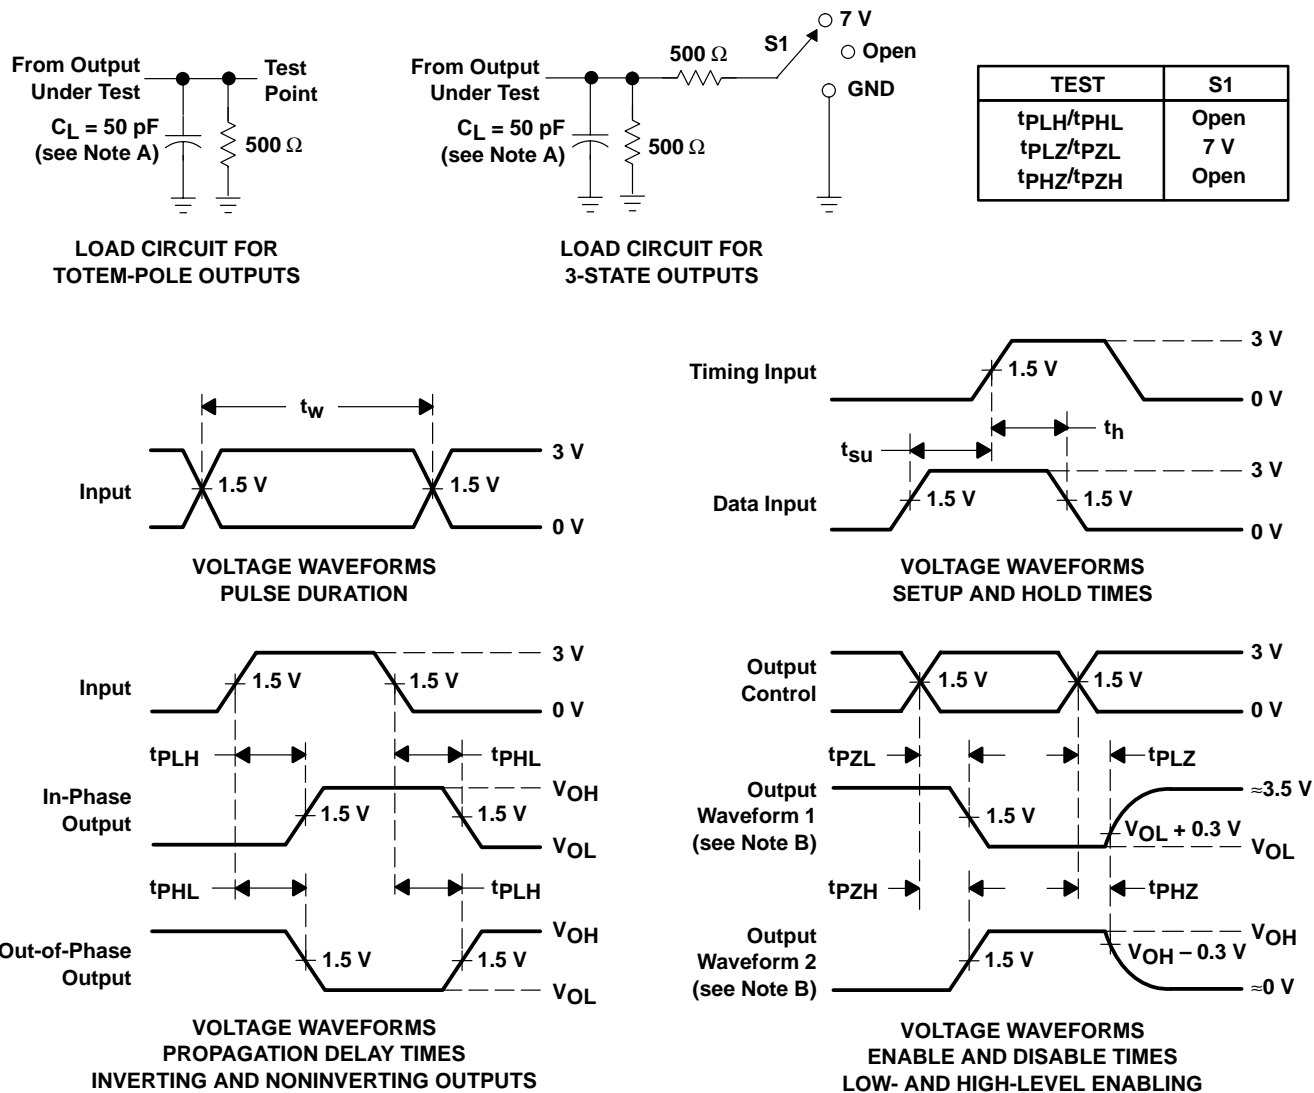 From Output
Under Test
Test
Point
CL = 50 pF
(see Note A)
500 Ω
LOAD CIRCUIT FOR
TOTEM-POLE OUTPUTS
From Output
Under Test
CL = 50 pF
(see Note A)
500 Ω
500 Ω
S1
7 V
Open
GND
LOAD CIRCUIT FOR
3-STATE OUTPUTS
TEST S1
tPLH/tPHL Open
tPLZ/tPZL 7 V
tPHZ/tPZH Open
tw
Input
1.5 V
1.5 V
3 V
0 V
VOLTAGE WAVEFORMS
PULSE DURATION
Timing Input
1.5 V
3 V
0 V
tsu
th
Data Input
1.5 V
1.5 V
3 V
0 V
VOLTAGE WAVEFORMS
SETUP AND HOLD TIMES
Input
1.5 V
1.5 V
3 V
0 V
tPLH
tPHL
In-Phase
Output
1.5 V
1.5 V
VOH
VOL
tPHL
tPLH
Out-of-Phase
Output
1.5 V
1.5 V
VOH
VOL
VOLTAGE WAVEFORMS
PROPAGATION DELAY TIMES
INVERTING AND NONINVERTING OUTPUTS
Output
Control
1.5 V
1.5 V
3 V
0 V
tPZL
tPLZ
Output
Waveform 1
(see Note B)
1.5 V
VOL + 0.3 V
≈3.5 V
VOL
tPZH
tPHZ
Output
Waveform 2
(see Note B)
1.5 V
VOH – 0.3 V
VOH
≈0 V
VOLTAGE WAVEFORMS
ENABLE AND DISABLE TIMES
LOW- AND HIGH-LEVEL ENABLING